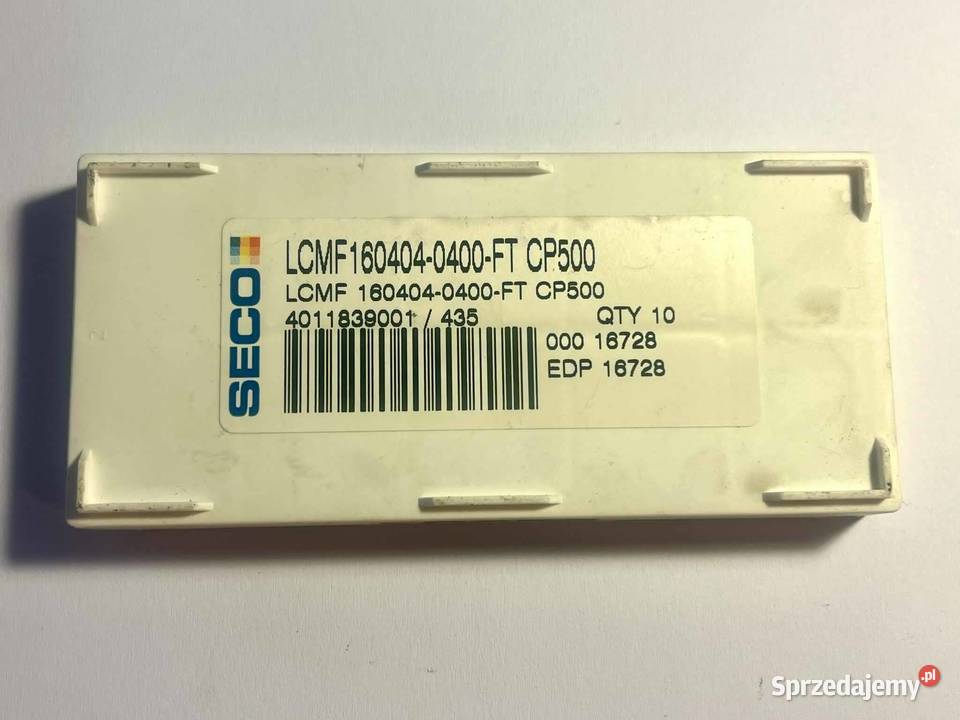 SECO
LCMF160404-0400-FT CP500
LCMF 160404-0400-FT CP500
4011839001 / 435 QTY 10
000 16728
EDP 16728
Sprzedajemy.pl